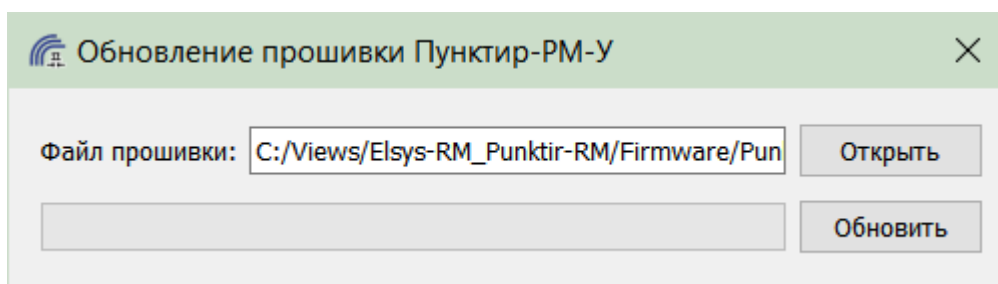 Обновление прошивки Пунктир-РМ-У
Файл прошивки: C:/Views/Elsys-RM_Punktir-RM/Firmware/Pun Открыть
Обновить